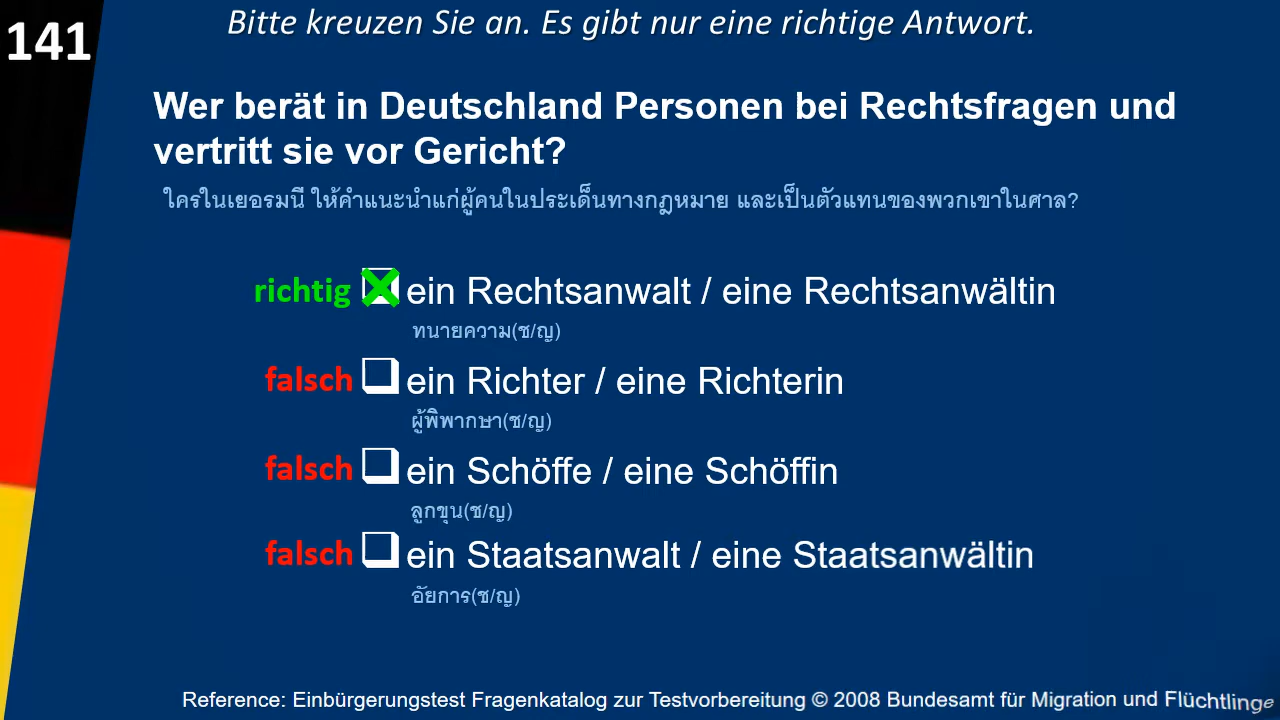 141
Bitte kreuzen Sie an. Es gibt nur eine richtige Antwort.
Wer berät in Deutschland Personen bei Rechtsfragen und
vertritt sie vor Gericht?
ใครในเยอรมนี ให้คำแนะนำแก่ผู้คนในประเด็นทางกฎหมาย และเป็นตัวแทนของพวกเขาในศาล?
richtig ein Rechtsanwalt / eine Rechtsanwältin
ทนายความ(ช/ญ)
falsch ein Richter / eine Richterin
ผู้พิพากษา(ช/ญ)
falsch ein Schöffe / eine Schöffin
ลูกขุน(ช/ญ)
falsch ein Staatsanwalt / eine Staatsanwältin
อัยการ(ช/ญ)
Reference: Einbürgerungstest Fragenkatalog zur Testvorbereitung © 2008 Bundesamt für Migration und Flüchtlinge